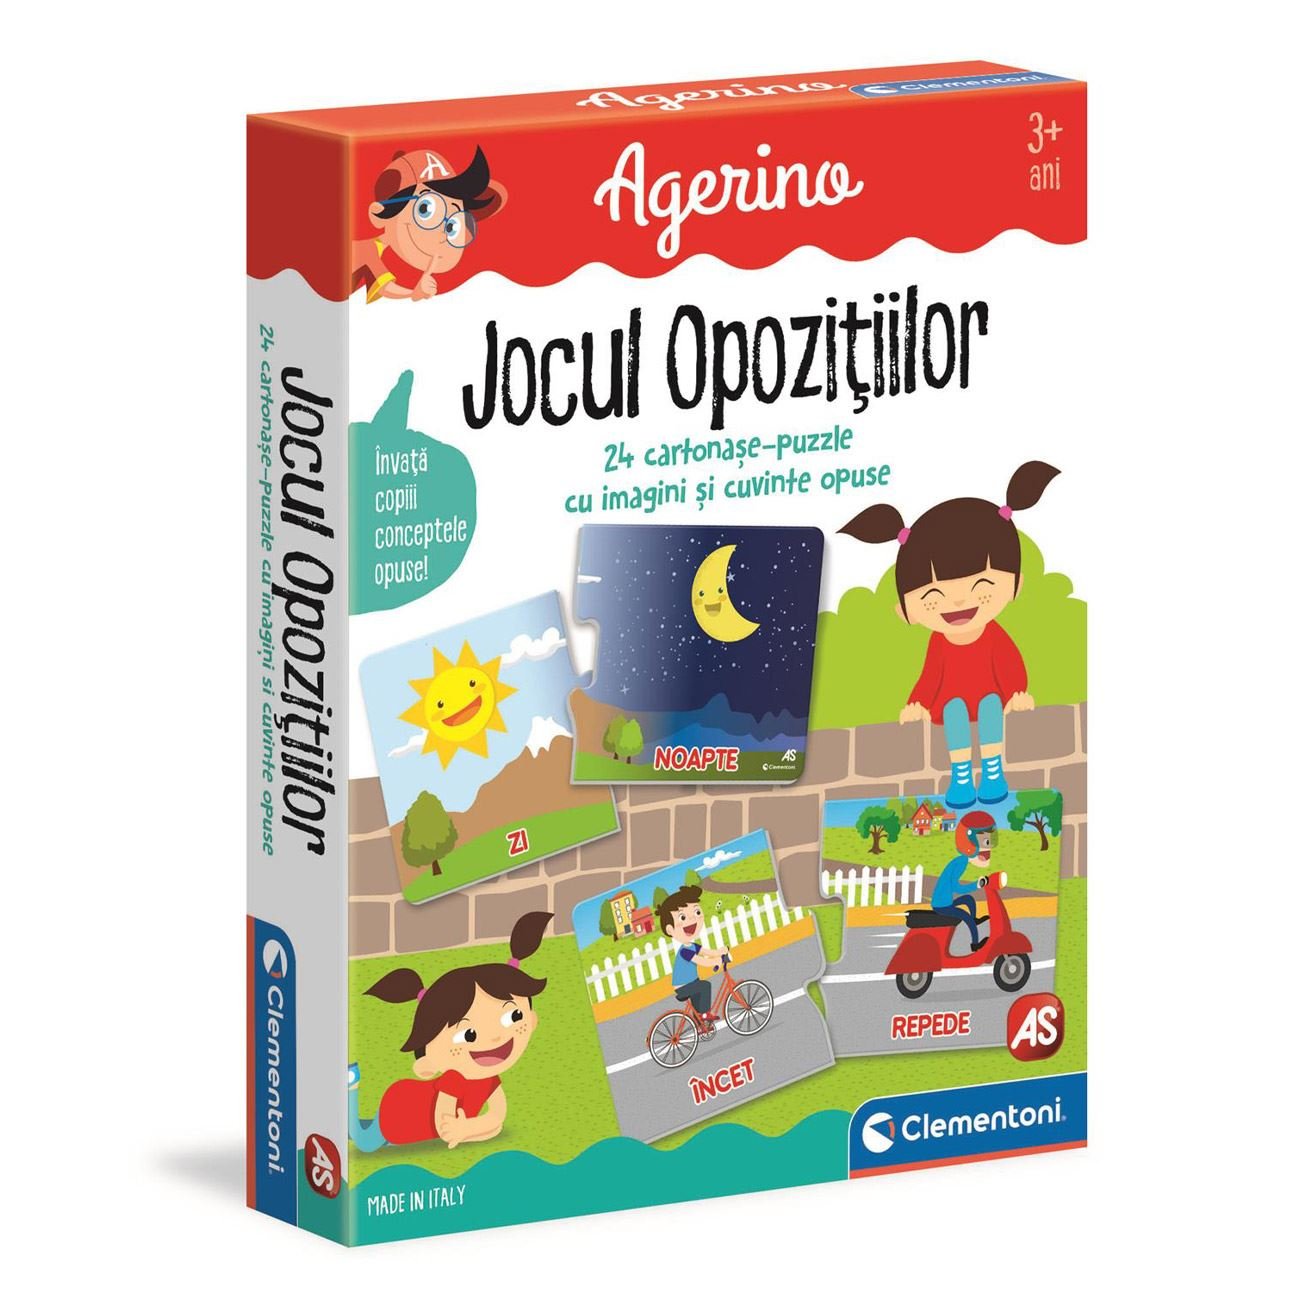 Agerino
Clementoni
A
Agerino
3+
ani
Jocul Opozițiilor
24 cartonașe-puzzle
cu imagini și cuvinte opuse
Învață
copiii
conceptele
opuse!
NOAPTE
AS
Clementoni
ZI
ÎNCET
REPEDE
AS
Clementoni
MADE IN ITALY
Jocul Opozițiilor
24 cartonașe-puzzle cu imagini și cuvinte opuse
Clementoni
AS